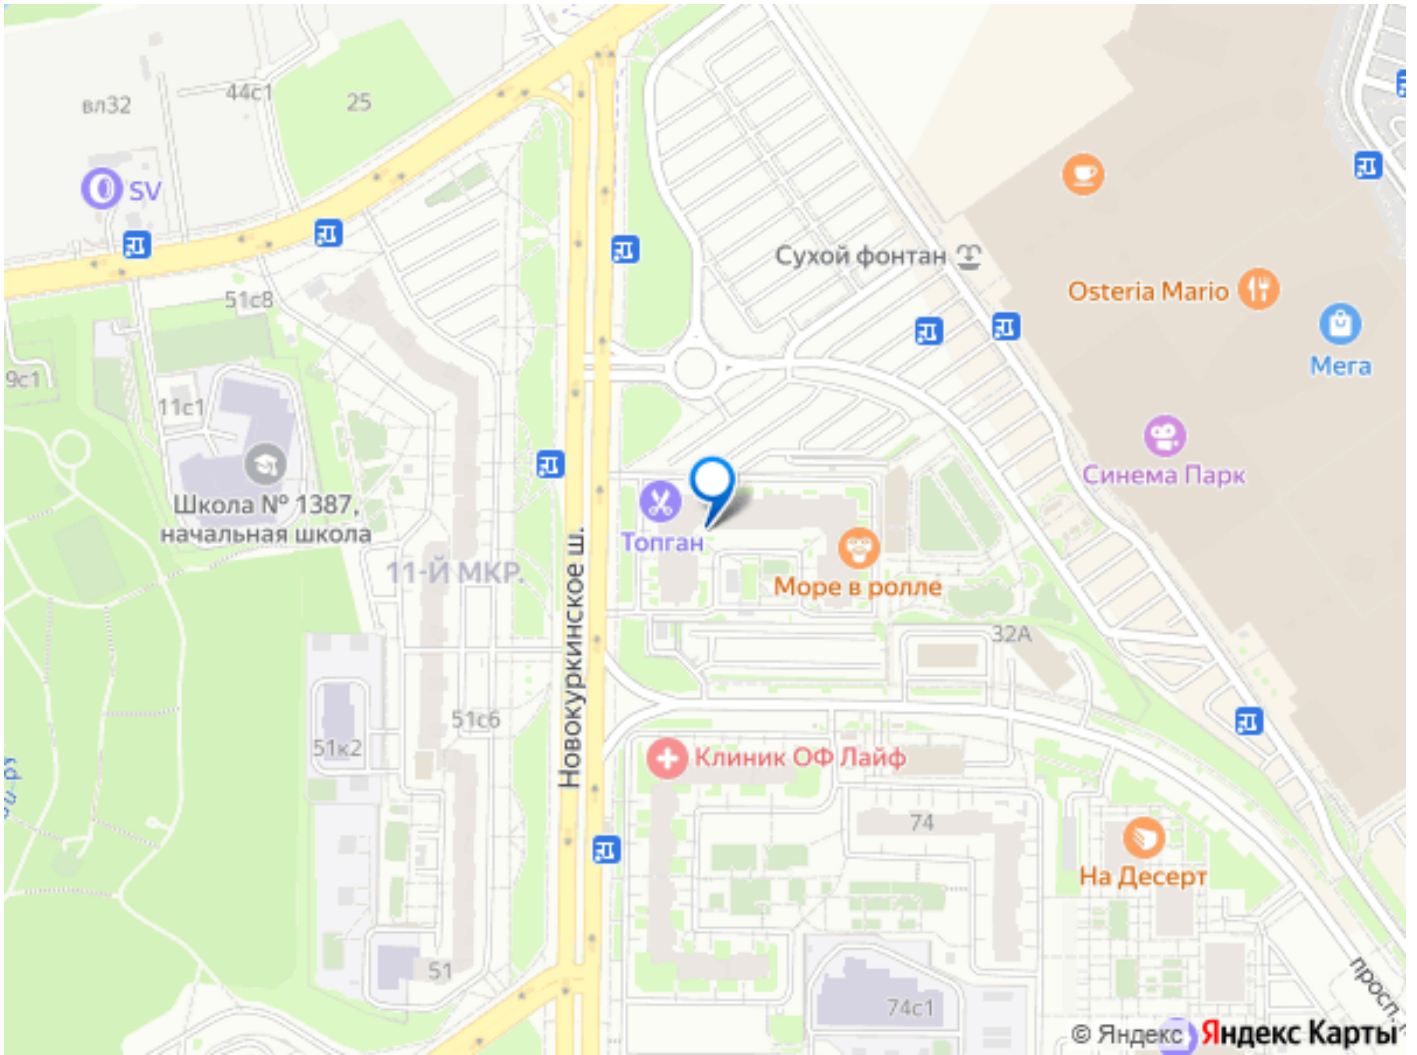 вл32
44с1
25
SV
51с8
Сухой фонтан
Osteria Mario
Мега
9с1
11с1
Школа № 1387,
начальная школа
Синема Парк
Топган
11-Й МКР.
Море в ролле
Новокуркинское ш.
32А
51с6
51к2
Клиник ОФ Лайф
74
На Десерт
51
74с1
просп.
© Яндекс Яндекс Карты